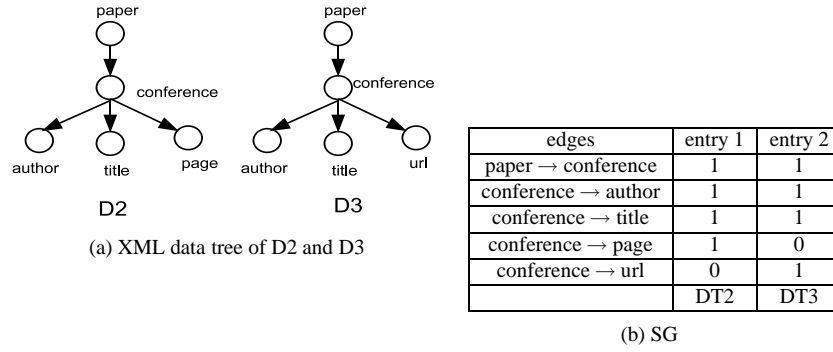 paper
conference
author
title
page
D2
paper
conference
author
title
url
D3
(a) XML data tree of D2 and D3
edges entry 1 entry 2
paper → conference 1 1
conference → author 1 1
conference → title 1 1
conference → page 1 0
conference → url 0 1
DT2 DT3
(b) SG